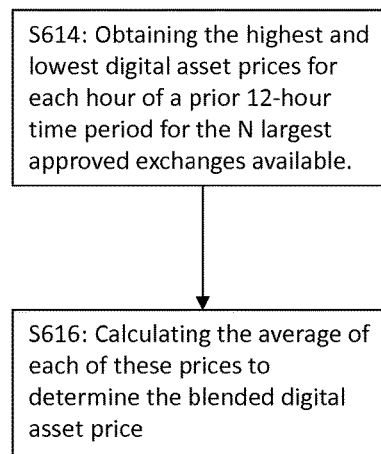 S614: Obtaining the highest and
lowest digital asset prices for
each hour of a prior 12-hour
time period for the N largest
approved exchanges available.
S616: Calculating the average of
each of these prices to
determine the blended digital
asset price